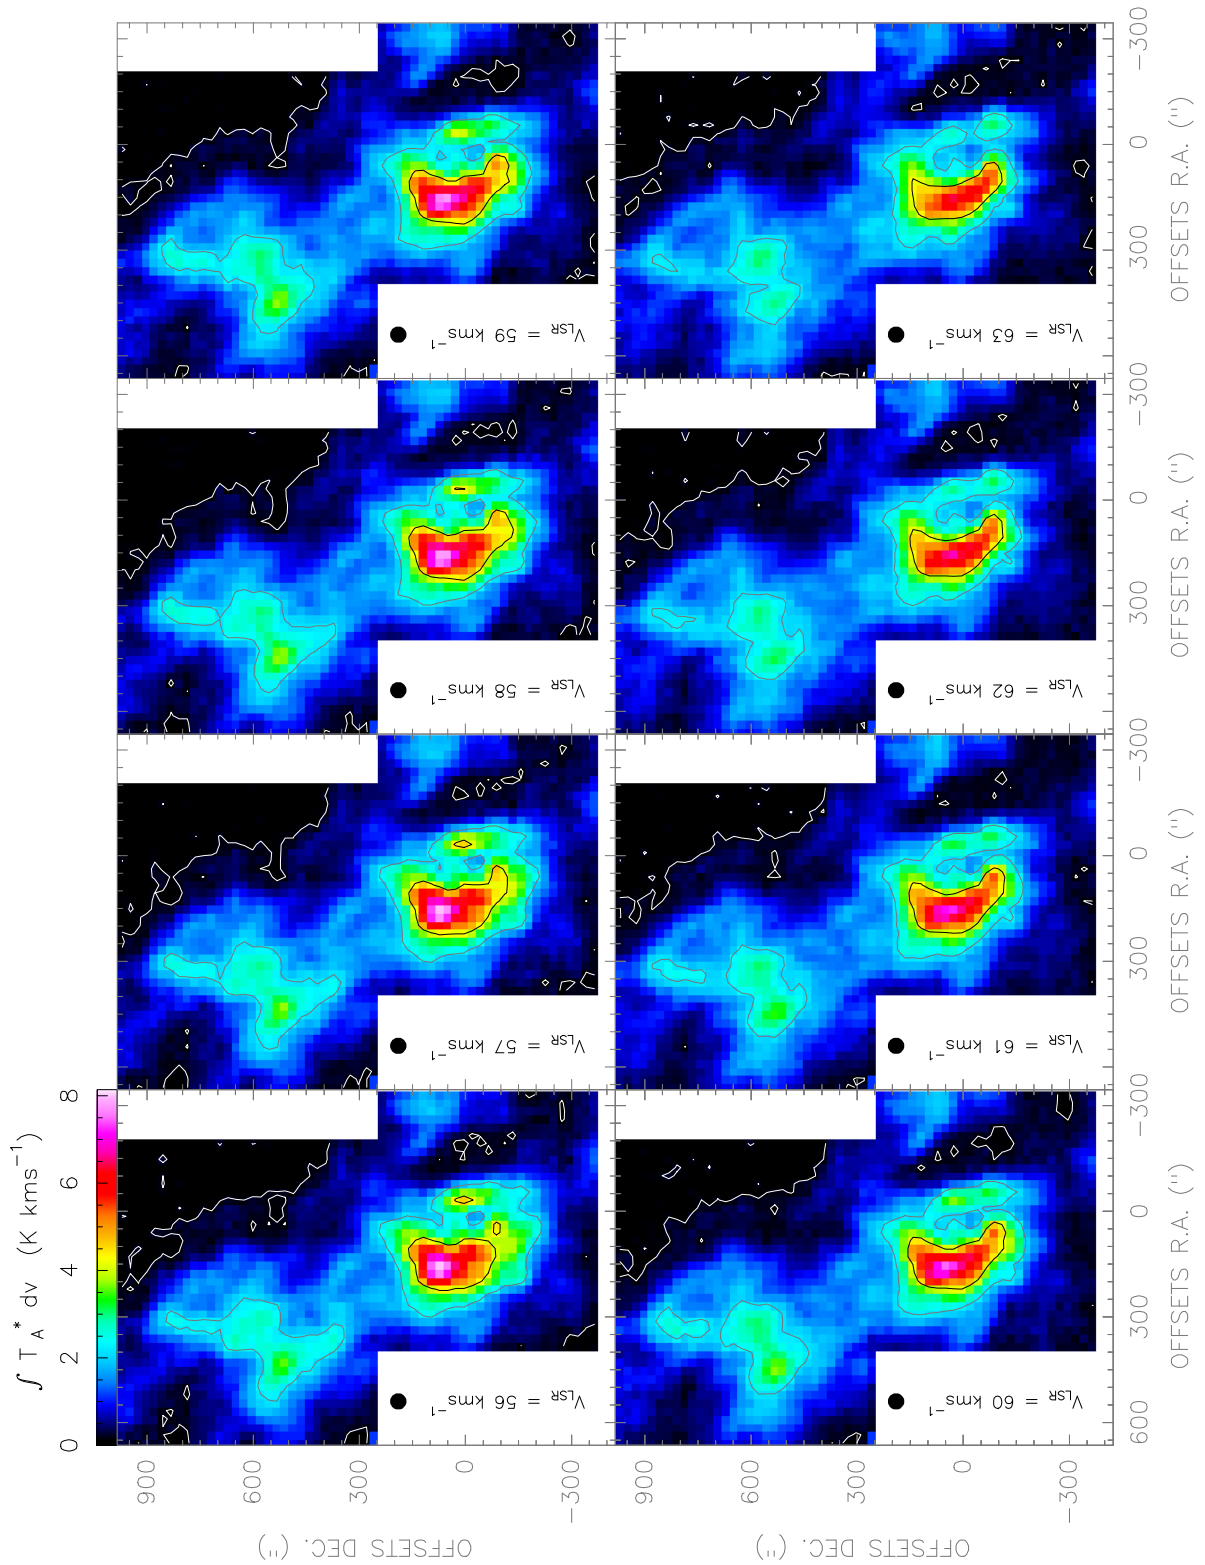 ∫ T_A^* dv (K kms⁻¹)
0 2 4 6 8
V_LSR = 56 kms⁻¹
V_LSR = 57 kms⁻¹
V_LSR = 58 kms⁻¹
V_LSR = 59 kms⁻¹
900
600
300
0
−300
OFFSETS DEC. ('')
V_LSR = 60 kms⁻¹
V_LSR = 61 kms⁻¹
V_LSR = 62 kms⁻¹
V_LSR = 63 kms⁻¹
900
600
300
0
−300
OFFSETS DEC. ('')
600 300 0 −300
300 0 −300
300 0 −300
300 0 −300
OFFSETS R.A. ('')
OFFSETS R.A. ('')
OFFSETS R.A. ('')
OFFSETS R.A. ('')